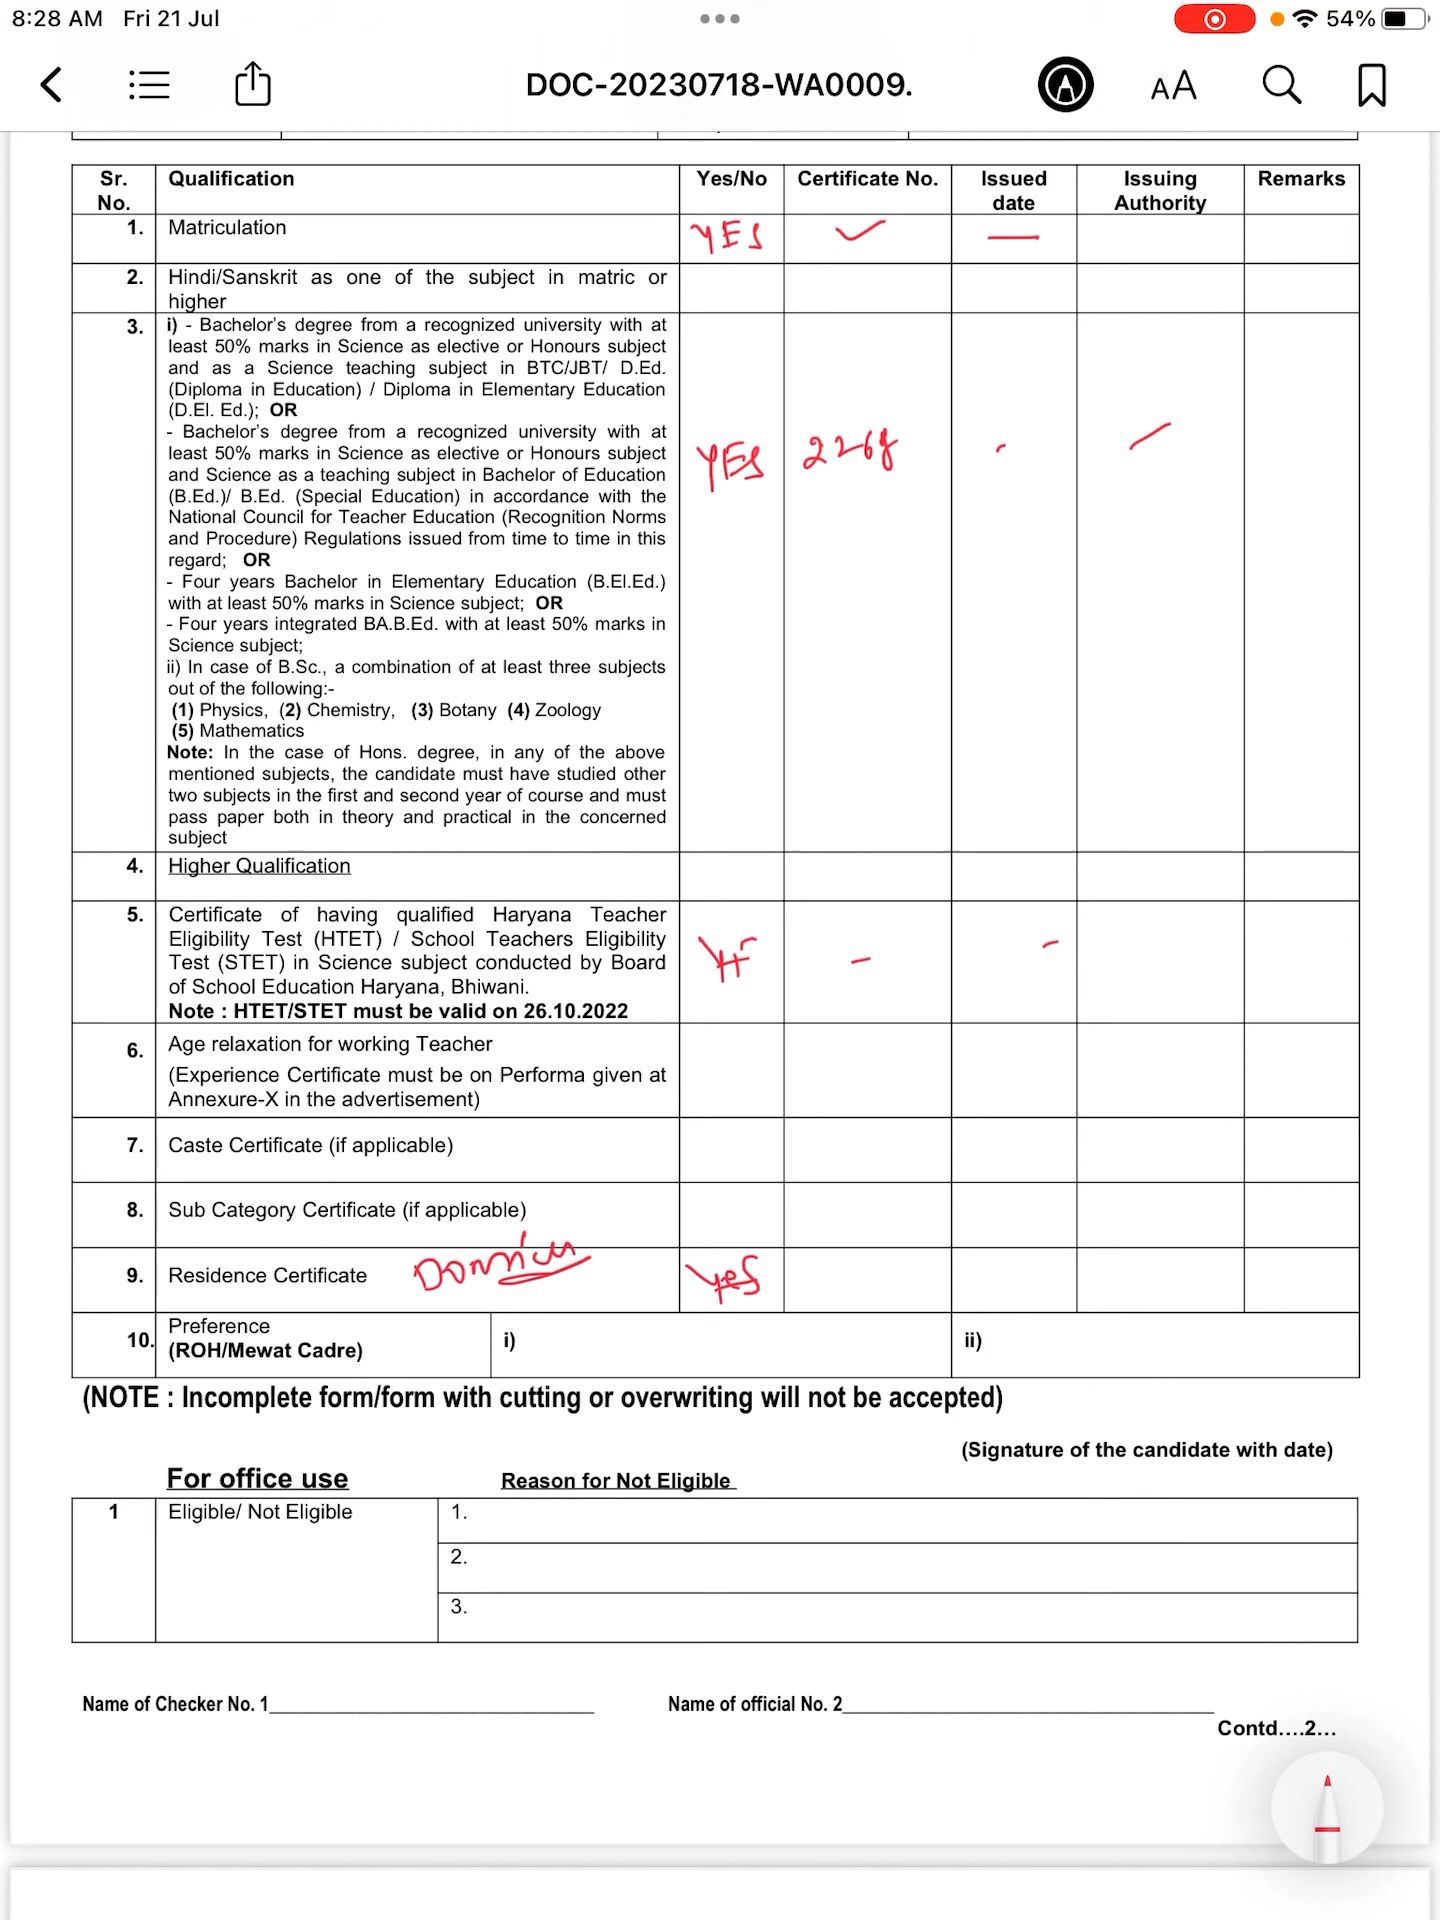 8:28 AM Fri 21 Jul
54%
DOC-20230718-WA0009.
AA
Sr. No. Qualification Yes/No Certificate No. Issued date Issuing Authority Remarks
1. Matriculation YES
2. Hindi/Sanskrit as one of the subject in matric or
higher
3. i) - Bachelor's degree from a recognized university with at
least 50% marks in Science as elective or Honours subject
and as a Science teaching subject in BTC/JBT/ D.Ed.
(Diploma in Education) / Diploma in Elementary Education
(D.El. Ed.); OR
- Bachelor's degree from a recognized university with at
least 50% marks in Science as elective or Honours subject
and Science as a teaching subject in Bachelor of Education
(B.Ed.)/ B.Ed. (Special Education) in accordance with the
National Council for Teacher Education (Recognition Norms
and Procedure) Regulations issued from time to time in this
regard; OR
- Four years Bachelor in Elementary Education (B.El.Ed.)
with at least 50% marks in Science subject; OR
- Four years integrated BA.B.Ed. with at least 50% marks in
Science subject;
ii) In case of B.Sc., a combination of at least three subjects
out of the following:-
(1) Physics, (2) Chemistry, (3) Botany (4) Zoology
(5) Mathematics
Note: In the case of Hons. degree, in any of the above
mentioned subjects, the candidate must have studied other
two subjects in the first and second year of course and must
pass paper both in theory and practical in the concerned
subject
YES
4. Higher Qualification
5. Certificate of having qualified Haryana Teacher
Eligibility Test (HTET) / School Teachers Eligibility
Test (STET) in Science subject conducted by Board
of School Education Haryana, Bhiwani.
Note : HTET/STET must be valid on 26.10.2022
6. Age relaxation for working Teacher
(Experience Certificate must be on Performa given at
Annexure-X in the advertisement)
7. Caste Certificate (if applicable)
8. Sub Category Certificate (if applicable)
9. Residence Certificate yes
10. Preference
(ROH/Mewat Cadre) i) ii)
(NOTE : Incomplete form/form with cutting or overwriting will not be accepted)
(Signature of the candidate with date)
For office use Reason for Not Eligible
1 Eligible/ Not Eligible 1.
2.
3.
Name of Checker No. 1 Name of official No. 2
Contd....2...